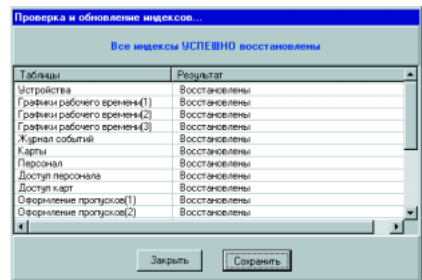 Проверка и обновление индексов...
Все индексы УСПЕШНО восстановлены
Таблицы Результат
Устройства Восстановлены
Графики рабочего времени(1) Восстановлены
Графики рабочего времени(2) Восстановлены
Графики рабочего времени(3) Восстановлены
Журнал событий Восстановлены
Карты Восстановлены
Персонал Восстановлены
Доступ персонала Восстановлены
Доступ карт Восстановлены
Оформление пропусков(1) Восстановлены
Оформление пропусков(2) Восстановлены
Закрыть Сохранить